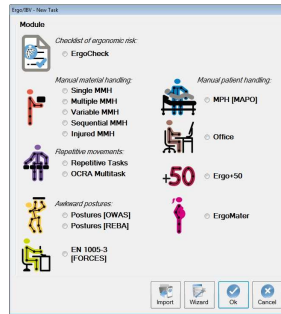 Ergo/IBV - New Task
Module
Checklist of ergonomic risk:
ErgoCheck
Manual material handling:
Single MMH
Multiple MMH
Variable MMH
Sequential MMH
Injured MMH
Repetitive movements:
Repetitive Tasks
OCRA Multitask
Awkward postures:
Postures [OWAS]
Postures [REBA]
EN 1005-3
[FORCES]
Manual patient handling:
MPH [MAPO]
Office
+50
Ergo+50
ErgoMater
Import
Wizard
Ok
Cancel